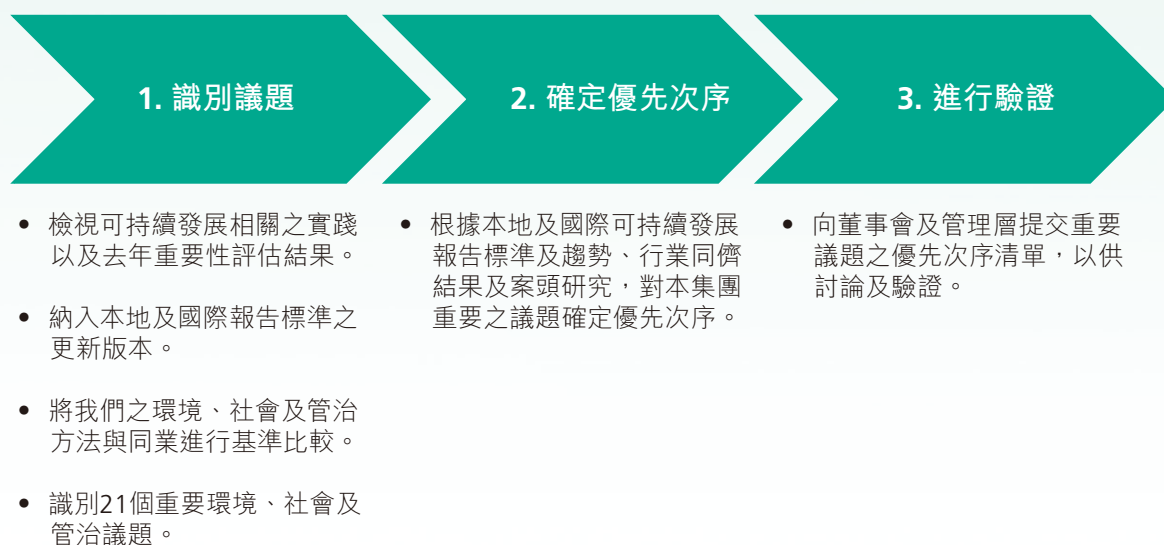 1. 識別議題
• 檢視可持續發展相關之實踐
以及去年重要性評估結果。
• 納入本地及國際報告標準之
更新版本。
• 將我們之環境、社會及管治
方法與同業進行基準比較。
• 識別21個重要環境、社會及
管治議題。
2. 確定優先次序
• 根據本地及國際可持續發展
報告標準及趨勢、行業同儕
結果及案頭研究，對本集團
重要之議題確定優先次序。
3. 進行驗證
• 向董事會及管理層提交重要
議題之優先次序清單，以供
討論及驗證。